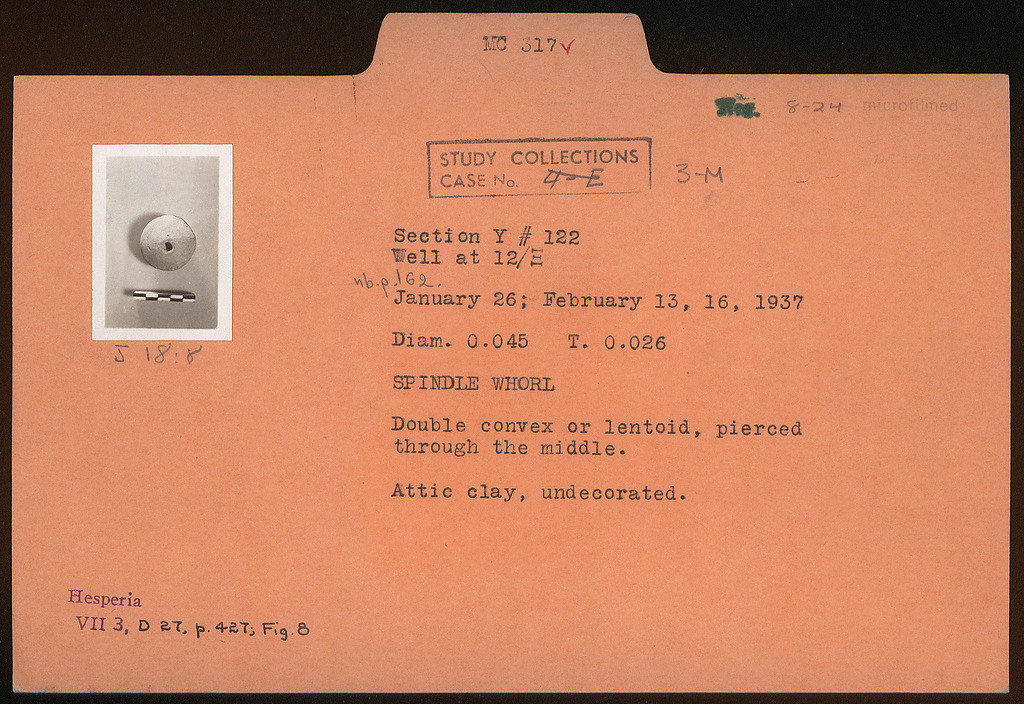 MC 317✓
Neg. 8-24 microfilmed
STUDY COLLECTIONS
CASE No. 4-E 3-M
Section Y # 122
Well at 12/E
nb.p. 162.
January 26; February 13, 16, 1937
Diam. 0.045 T. 0.026
J 18:8
SPINDLE WHORL
Double convex or lentoid, pierced
through the middle.
Attic clay, undecorated.
Hesperia
VII 3, D 27, p. 427; Fig. 8